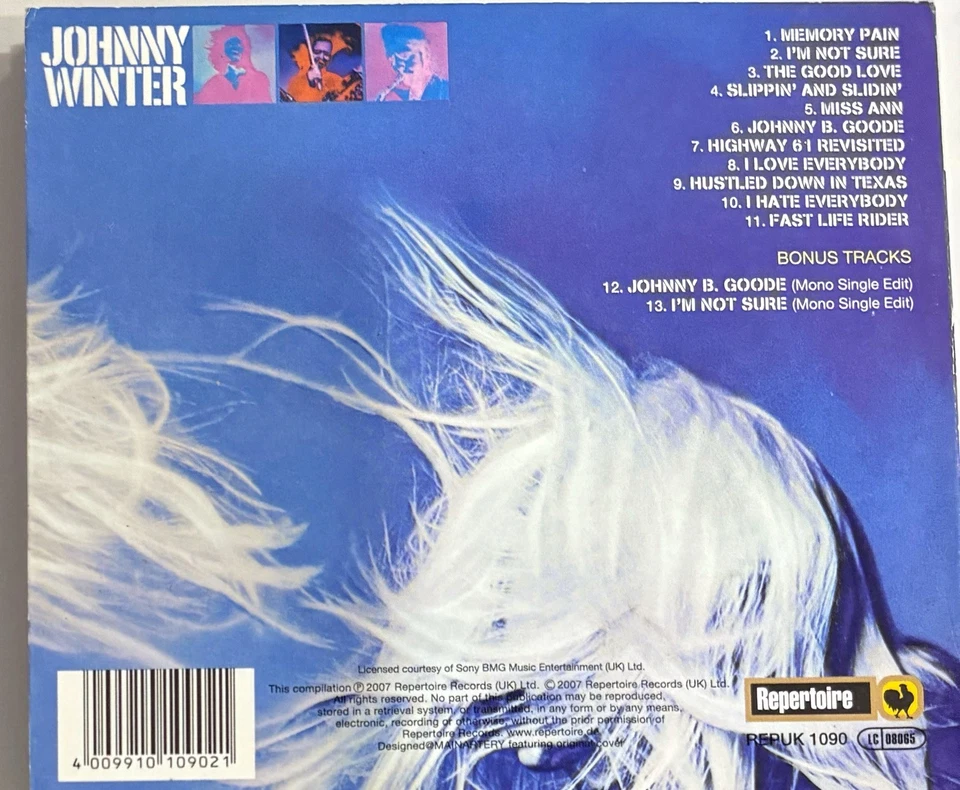 JOHNNY
WINTER
1. MEMORY PAIN
2. I'M NOT SURE
3. THE GOOD LOVE
4. SLIPPIN' AND SLIDIN'
5. MISS ANN
6. JOHNNY B. GOODE
7. HIGHWAY 61 REVISITED
8. I LOVE EVERYBODY
9. HUSTLED DOWN IN TEXAS
10. I HATE EVERYBODY
11. FAST LIFE RIDER
BONUS TRACKS
12. JOHNNY B. GOODE (Mono Single Edit)
13. I'M NOT SURE (Mono Single Edit)
Licensed courtesy of Sony BMG Music Entertainment (UK) Ltd.
This compilation ℗ 2007 Repertoire Records (UK) Ltd. © 2007 Repertoire Records (UK) Ltd.
All rights reserved. No part of this publication may be reproduced,
stored in a retrieval system, or transmitted, in any form or by any means,
electronic, recording or otherwise, without the prior permission of
Repertoire Records. www.repertoire.de
Designed@MAINARTERY featuring original cover
Repertoire
REPUK 1090 LC 08065
4 009910 109021